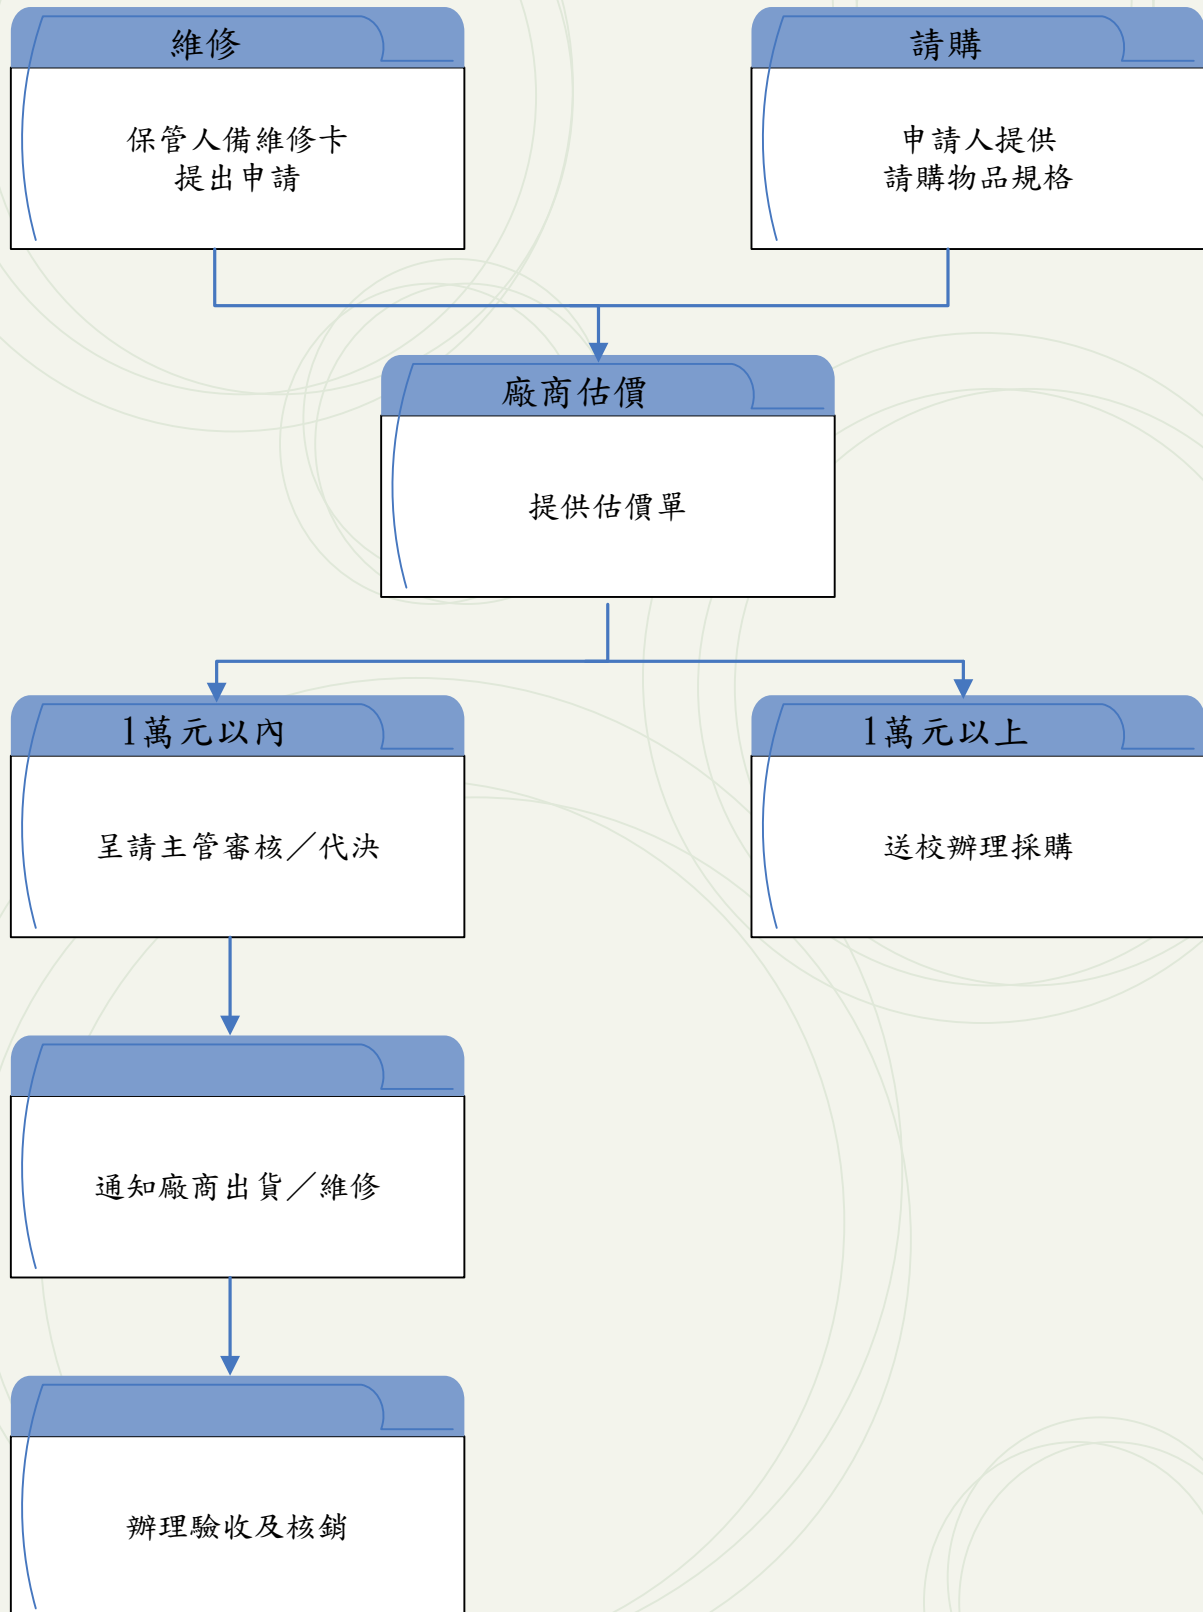 維修
保管人備維修卡
提出申請
請購
申請人提供
請購物品規格
廠商估價
提供估價單
1萬元以內
呈請主管審核／代決
1萬元以上
送校辦理採購
通知廠商出貨／維修
辦理驗收及核銷